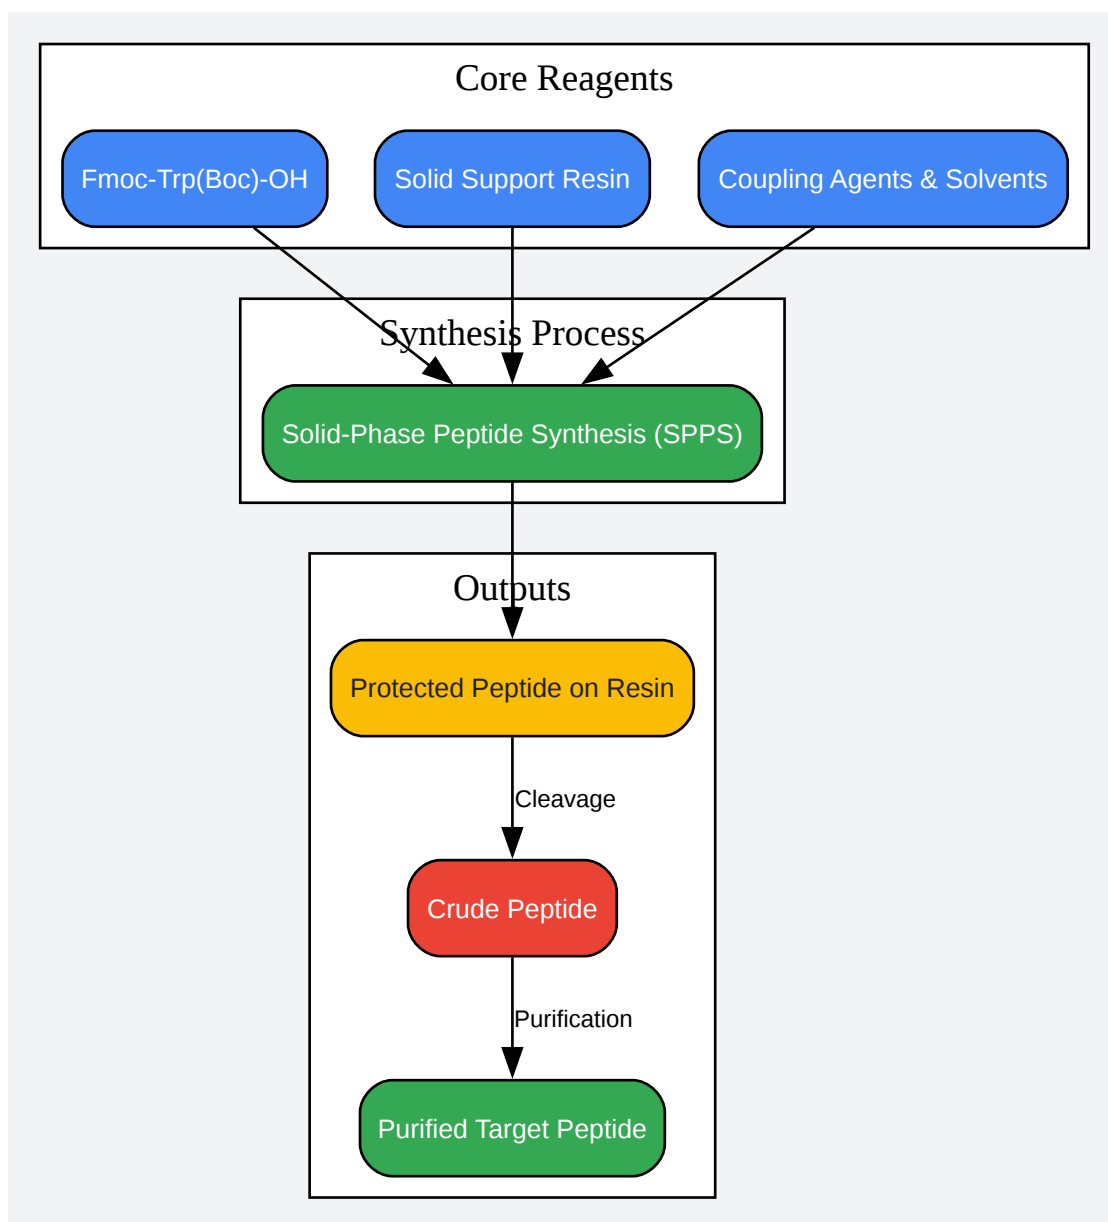 Core Reagents
Fmoc-Trp(Boc)-OH
Solid Support Resin
Coupling Agents & Solvents
Synthesis Process
Solid-Phase Peptide Synthesis (SPPS)
Outputs
Protected Peptide on Resin
Cleavage
Crude Peptide
Purification
Purified Target Peptide